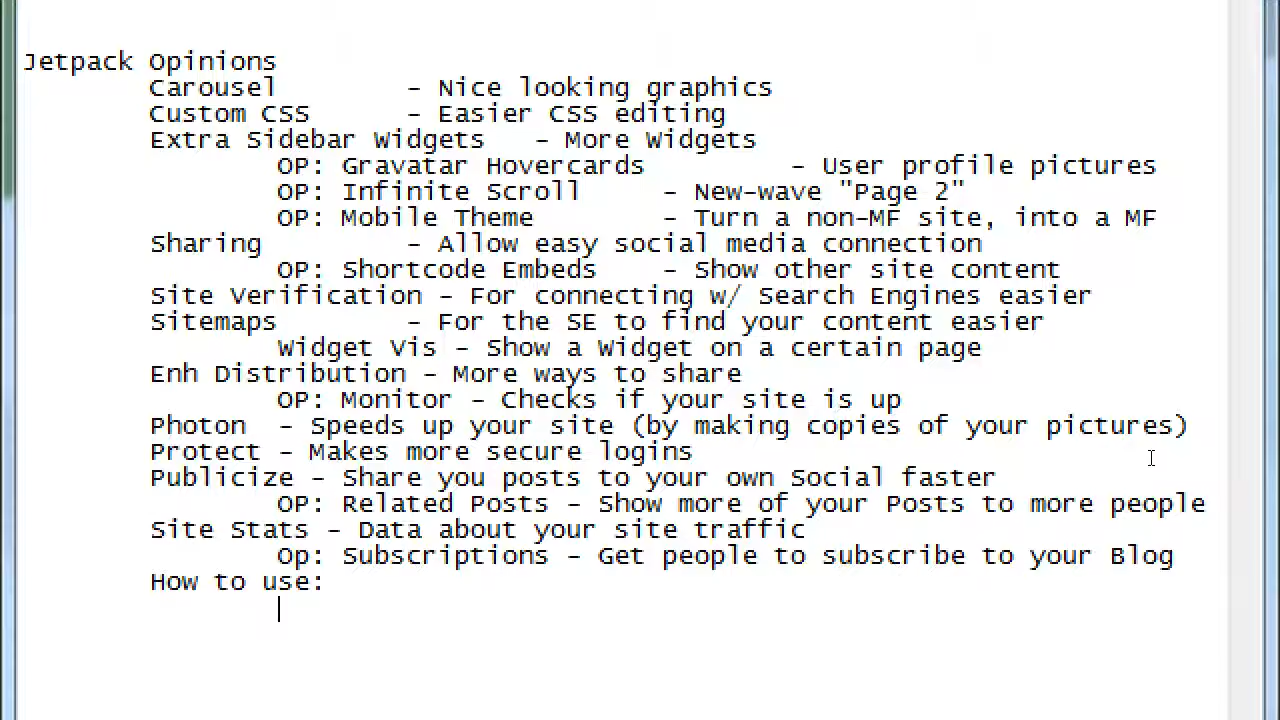 Jetpack Opinions
Carousel - Nice looking graphics
Custom CSS - Easier CSS editing
Extra Sidebar Widgets - More Widgets
OP: Gravatar Hovercards - User profile pictures
OP: Infinite Scroll - New-wave "Page 2"
OP: Mobile Theme - Turn a non-MF site, into a MF
Sharing - Allow easy social media connection
OP: Shortcode Embeds - Show other site content
Site Verification - For connecting w/ Search Engines easier
Sitemaps - For the SE to find your content easier
Widget Vis - Show a Widget on a certain page
Enh Distribution - More ways to share
OP: Monitor - Checks if your site is up
Photon - Speeds up your site (by making copies of your pictures)
Protect - Makes more secure logins
Publicize - Share you posts to your own Social faster
OP: Related Posts - Show more of your Posts to more people
Site Stats - Data about your site traffic
Op: Subscriptions - Get people to subscribe to your Blog
How to use: